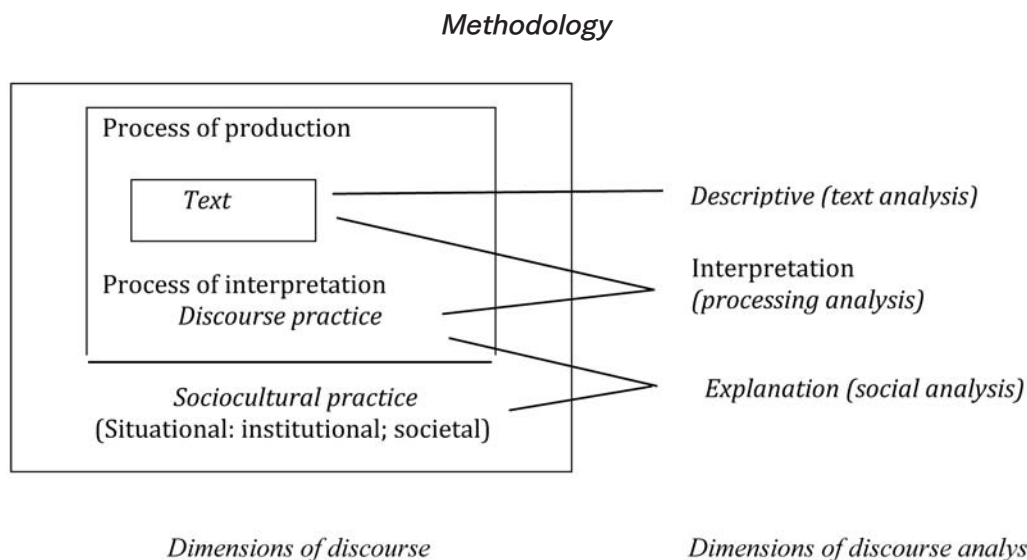 Methodology
Process of production
Text
Descriptive (text analysis)
Process of interpretation
Discourse practice
Interpretation
(processing analysis)
Sociocultural practice
(Situational: institutional; societal)
Explanation (social analysis)
Dimensions of discourse
Dimensions of discourse analys